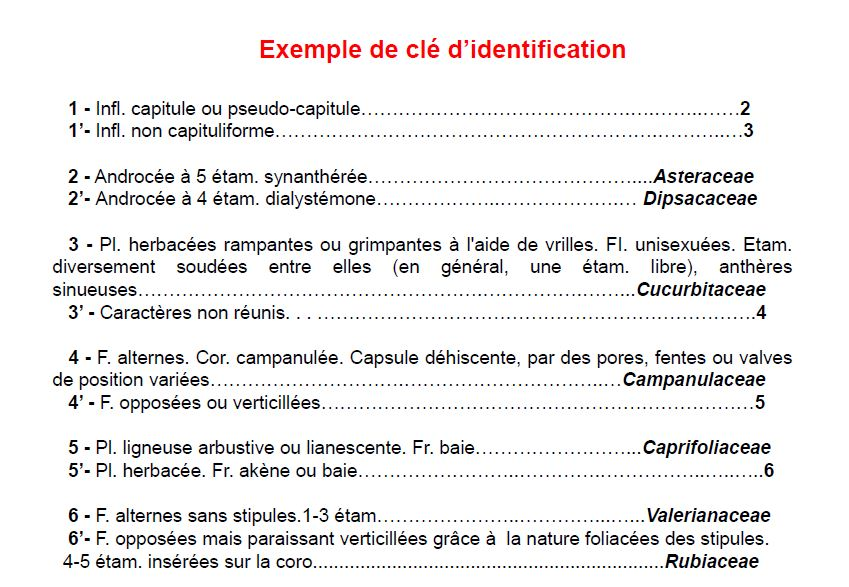 Exemple de clé d’identification
1 - Infl. capitule ou pseudo-capitule……………………………………………………2
1’- Infl. non capituliforme…………………………………………………………………3
2 - Androcée à 5 étam. synanthérée……………………………………....Asteraceae
2’- Androcée à 4 étam. dialystémone………………..………………….… Dipsacaceae
3 - Pl. herbacées rampantes ou grimpantes à l'aide de vrilles. Fl. unisexuées. Etam.
diversement soudées entre elles (en général, une étam. libre), anthères
sinueuses……………………………………………………………………...Cucurbitaceae
3’ - Caractères non réunis. . . …………………………………………………………….4
4 - F. alternes. Cor. campanulée. Capsule déhiscente, par des pores, fentes ou valves
de position variées……………………………………………………..…Campanulaceae
4’ - F. opposées ou verticillées……………………………………………………………5
5 - Pl. ligneuse arbustive ou lianescente. Fr. baie……………………...Caprifoliaceae
5’- Pl. herbacée. Fr. akène ou baie…………………………………………………..…..6
6 - F. alternes sans stipules.1-3 étam…………………..……………..…...Valerianaceae
6’- F. opposées mais paraissant verticillées grâce à la nature foliacées des stipules.
4-5 étam. insérées sur la coro....................................................................Rubiaceae